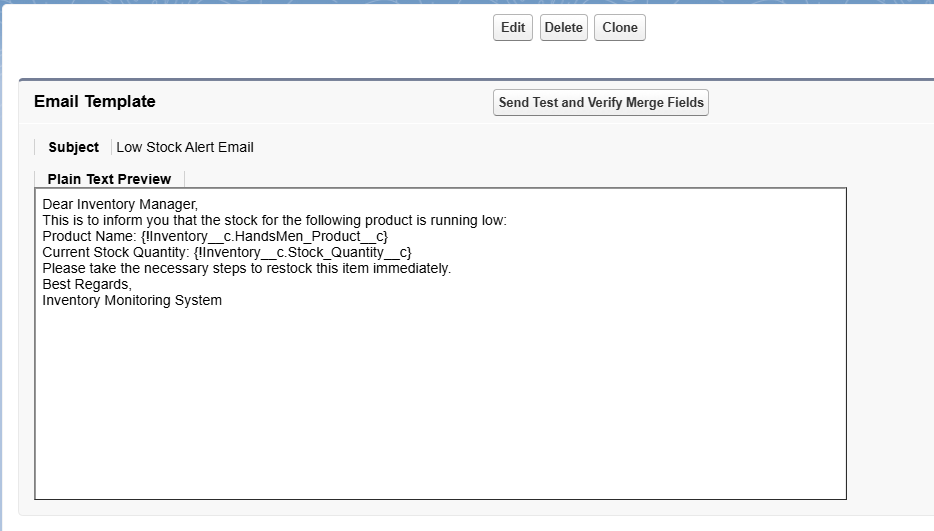 Edit Delete Clone
Email Template
Send Test and Verify Merge Fields
Subject Low Stock Alert Email
Plain Text Preview
Dear Inventory Manager,
This is to inform you that the stock for the following product is running low:
Product Name: {!Inventory__c.HandsMen_Product__c}
Current Stock Quantity: {!Inventory__c.Stock_Quantity__c}
Please take the necessary steps to restock this item immediately.
Best Regards,
Inventory Monitoring System